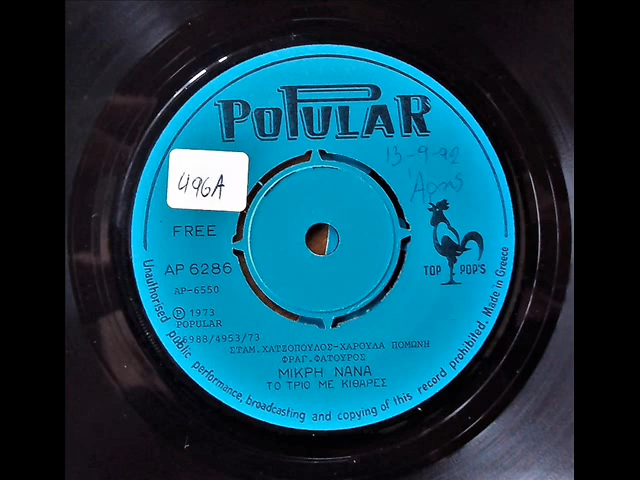 POPULAR
13-9-92
Άρης
496A
FREE
AP 6286
AP-6550
TOP POP'S
Ⓟ 1973
POPULAR
6988/4953/73
ΣΤΑΜ.ΧΑΤΖΟΠΟΥΛΟΣ-ΧΑΡΟΥΛΑ ΠΟΜΩΝΗ
ΦΡΑΓ.ΦΑΤΟΥΡΟΣ
ΜΙΚΡΗ ΝΑΝΑ
ΤΟ ΤΡΙΟ ΜΕ ΚΙΘΑΡΕΣ
Unauthorised public performance, broadcasting and copying of this record prohibited. Made in Greece